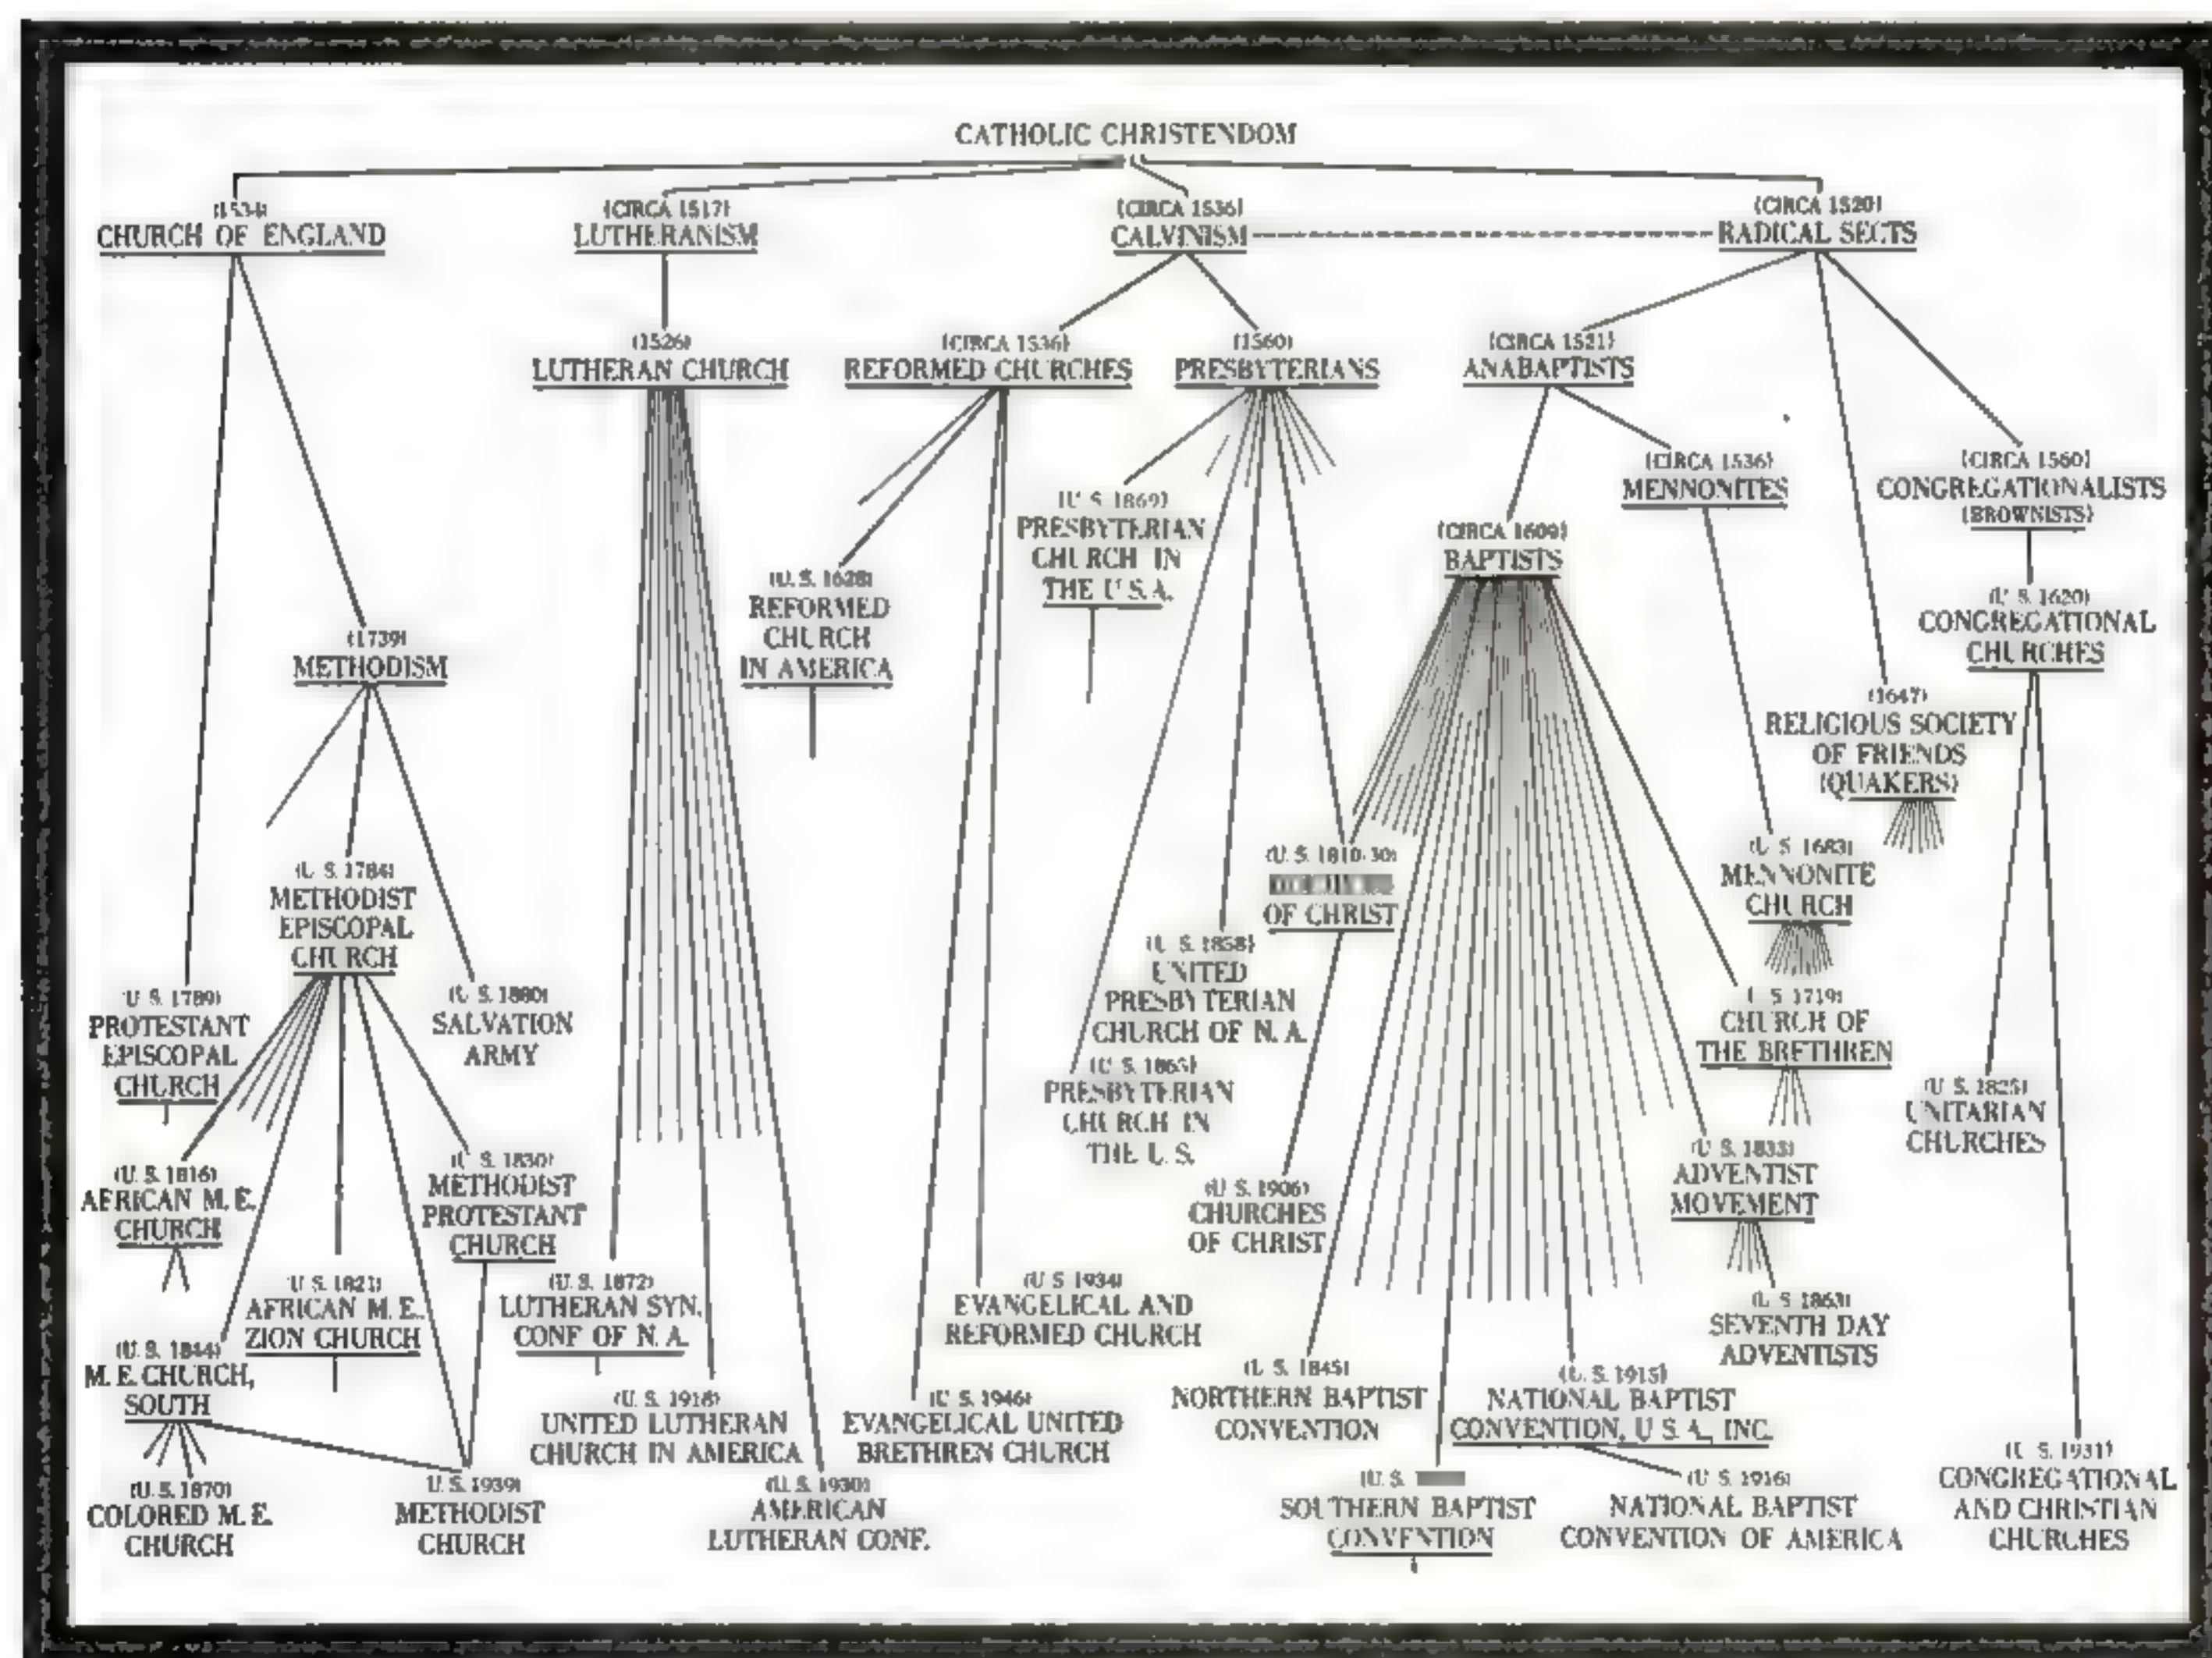 CATHOLIC CHRISTENDOM
(1534)
CHURCH OF ENGLAND
(CIRCA 1517)
LUTHERANISM
(CIRCA 1536)
CALVINISM
(CIRCA 1520)
RADICAL SECTS
(1526)
LUTHERAN CHURCH
(CIRCA 1536)
REFORMED CHURCHES
(1560)
PRESBYTERIANS
(CIRCA 1521)
ANABAPTISTS
(CIRCA 1536)
MENNONITES
(CIRCA 1560)
CONGREGATIONALISTS
(BROWNISTS)
(U. S. 1869)
PRESBYTERIAN
CHURCH IN
THE U.S.A.
(CIRCA 1609)
BAPTISTS
(U. S. 1628)
REFORMED
CHURCH
IN AMERICA
(U. S. 1620)
CONGREGATIONAL
CHURCHES
(1739)
METHODISM
(1647)
RELIGIOUS SOCIETY
OF FRIENDS
(QUAKERS)
(U. S. 1784)
METHODIST
EPISCOPAL
CHURCH
(U. S. 1810-30)
OF CHRIST
(U. S. 1683)
MENNONITE
CHURCH
(U. S. 1789)
PROTESTANT
EPISCOPAL
CHURCH
(U. S. 1880)
SALVATION
ARMY
(U. S. 1858)
UNITED
PRESBYTERIAN
CHURCH OF N. A.
(U. S. 1719)
CHURCH OF
THE BRETHREN
(U. S. 1865)
PRESBYTERIAN
CHURCH IN
THE U. S.
(U. S. 1825)
UNITARIAN
CHURCHES
(U. S. 1816)
AFRICAN M. E.
CHURCH
(U. S. 1830)
METHODIST
PROTESTANT
CHURCH
(U. S. 1906)
CHURCHES
OF CHRIST
(U. S. 1833)
ADVENTIST
MOVEMENT
(U. S. 1821)
AFRICAN M. E.
ZION CHURCH
(U. S. 1872)
LUTHERAN SYN.
CONF OF N. A.
(U. S. 1934)
EVANGELICAL AND
REFORMED CHURCH
(U. S. 1863)
SEVENTH DAY
ADVENTISTS
(U. S. 1844)
M. E. CHURCH,
SOUTH
(U. S. 1918)
UNITED LUTHERAN
CHURCH IN AMERICA
(U. S. 1946)
EVANGELICAL UNITED
BRETHREN CHURCH
(U. S. 1845)
NORTHERN BAPTIST
CONVENTION
(U. S. 1915)
NATIONAL BAPTIST
CONVENTION, U. S. A., INC.
(U. S. 1931)
CONGREGATIONAL
AND CHRISTIAN
CHURCHES
(U. S. 1870)
COLORED M. E.
CHURCH
U. S. 1939)
METHODIST
CHURCH
(U. S. 1930)
AMERICAN
LUTHERAN CONF.
(U. S.
SOUTHERN BAPTIST
CONVENTION
(U. S. 1916)
NATIONAL BAPTIST
CONVENTION OF AMERICA